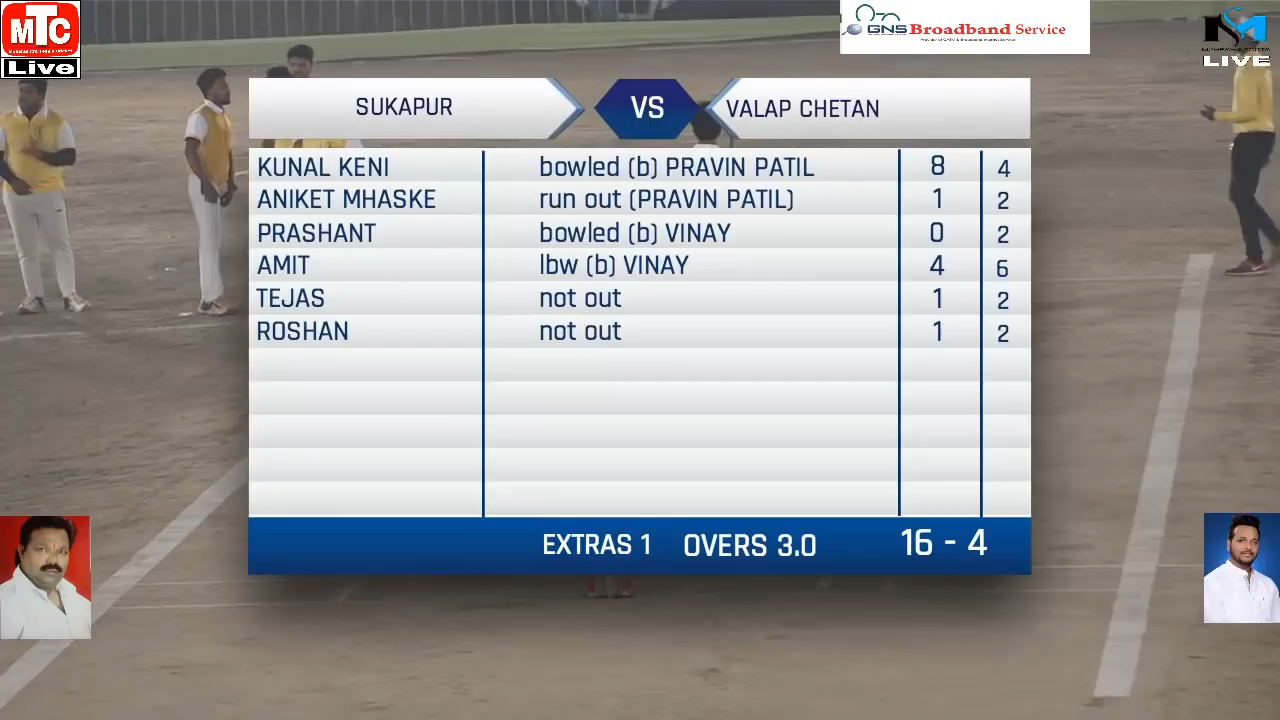 MTC
Live
GNS Broadband Service
LIVE
SUKAPUR VS VALAP CHETAN
KUNAL KENI bowled (b) PRAVIN PATIL 8 4
ANIKET MHASKE run out (PRAVIN PATIL) 1 2
PRASHANT bowled (b) VINAY 0 2
AMIT lbw (b) VINAY 4 6
TEJAS not out 1 2
ROSHAN not out 1 2
EXTRAS 1 OVERS 3.0 16 - 4